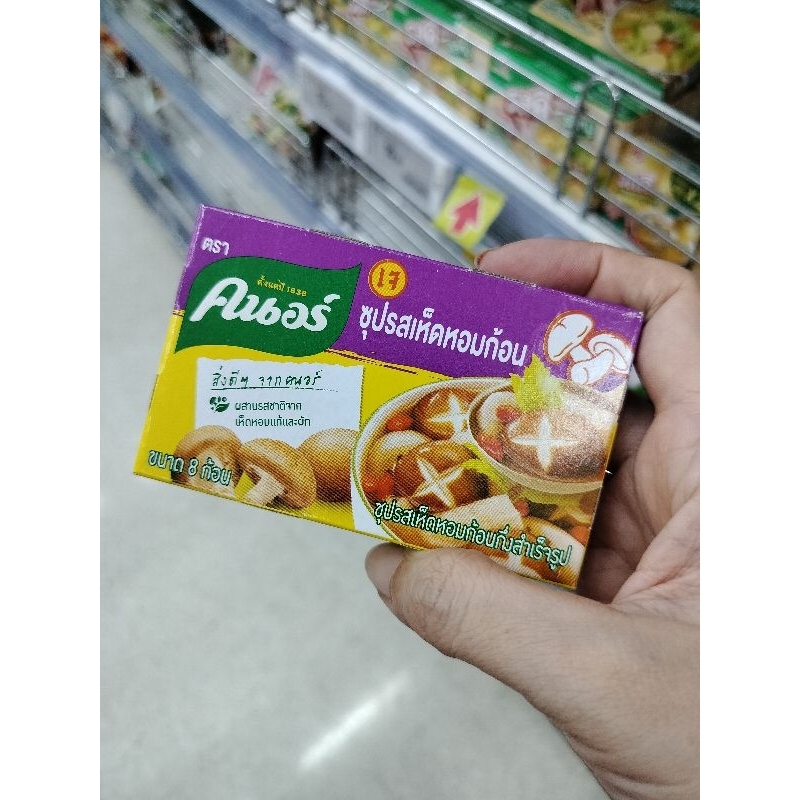 ตรา
ตั้งแต่ปี 1838
คนอร์
เจ
ซุปรสเห็ดหอมก้อน
สิ่งดีๆ จากคนอร์
ผสานรสชาติจาก
เห็ดหอมแท้และผัก
ขนาด 8 ก้อน
ซุปรสเห็ดหอมก้อนกึ่งสำเร็จรูป